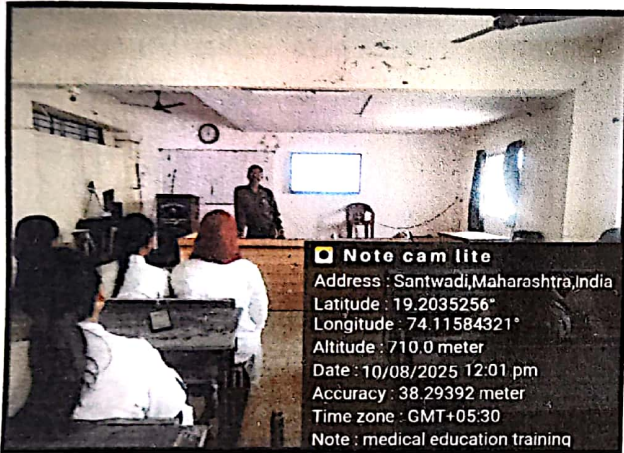 Note cam lite
Address : Santwadi,Maharashtra,India
Latitude : 19.2035256°
Longitude : 74.11584321°
Altitude : 710.0 meter
Date : 10/08/2025 12:01 pm
Accuracy : 38.29392 meter
Time zone : GMT+05:30
Note : medical education training